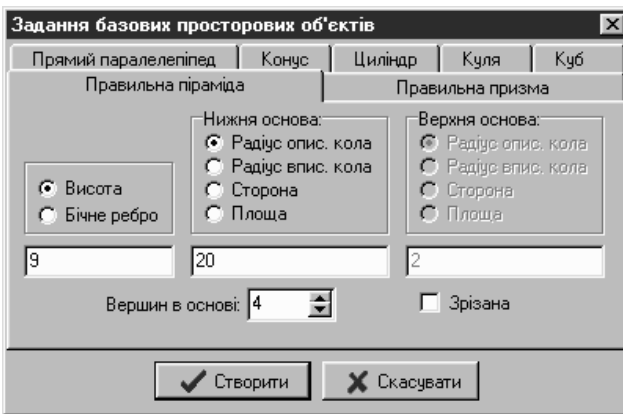 Задання базових просторових об'єктів
Прямий паралелепіпед Конус Циліндр Куля Куб
Правильна піраміда Правильна призма
Нижня основа: Верхня основа:
Радіус опис. кола Радіус опис. кола
Радіус впис. кола Радіус впис. кола
Висота Сторона Сторона
Бічне ребро Площа Площа
9 20 2
Вершин в основі: 4 Зрізана
Створити Скасувати